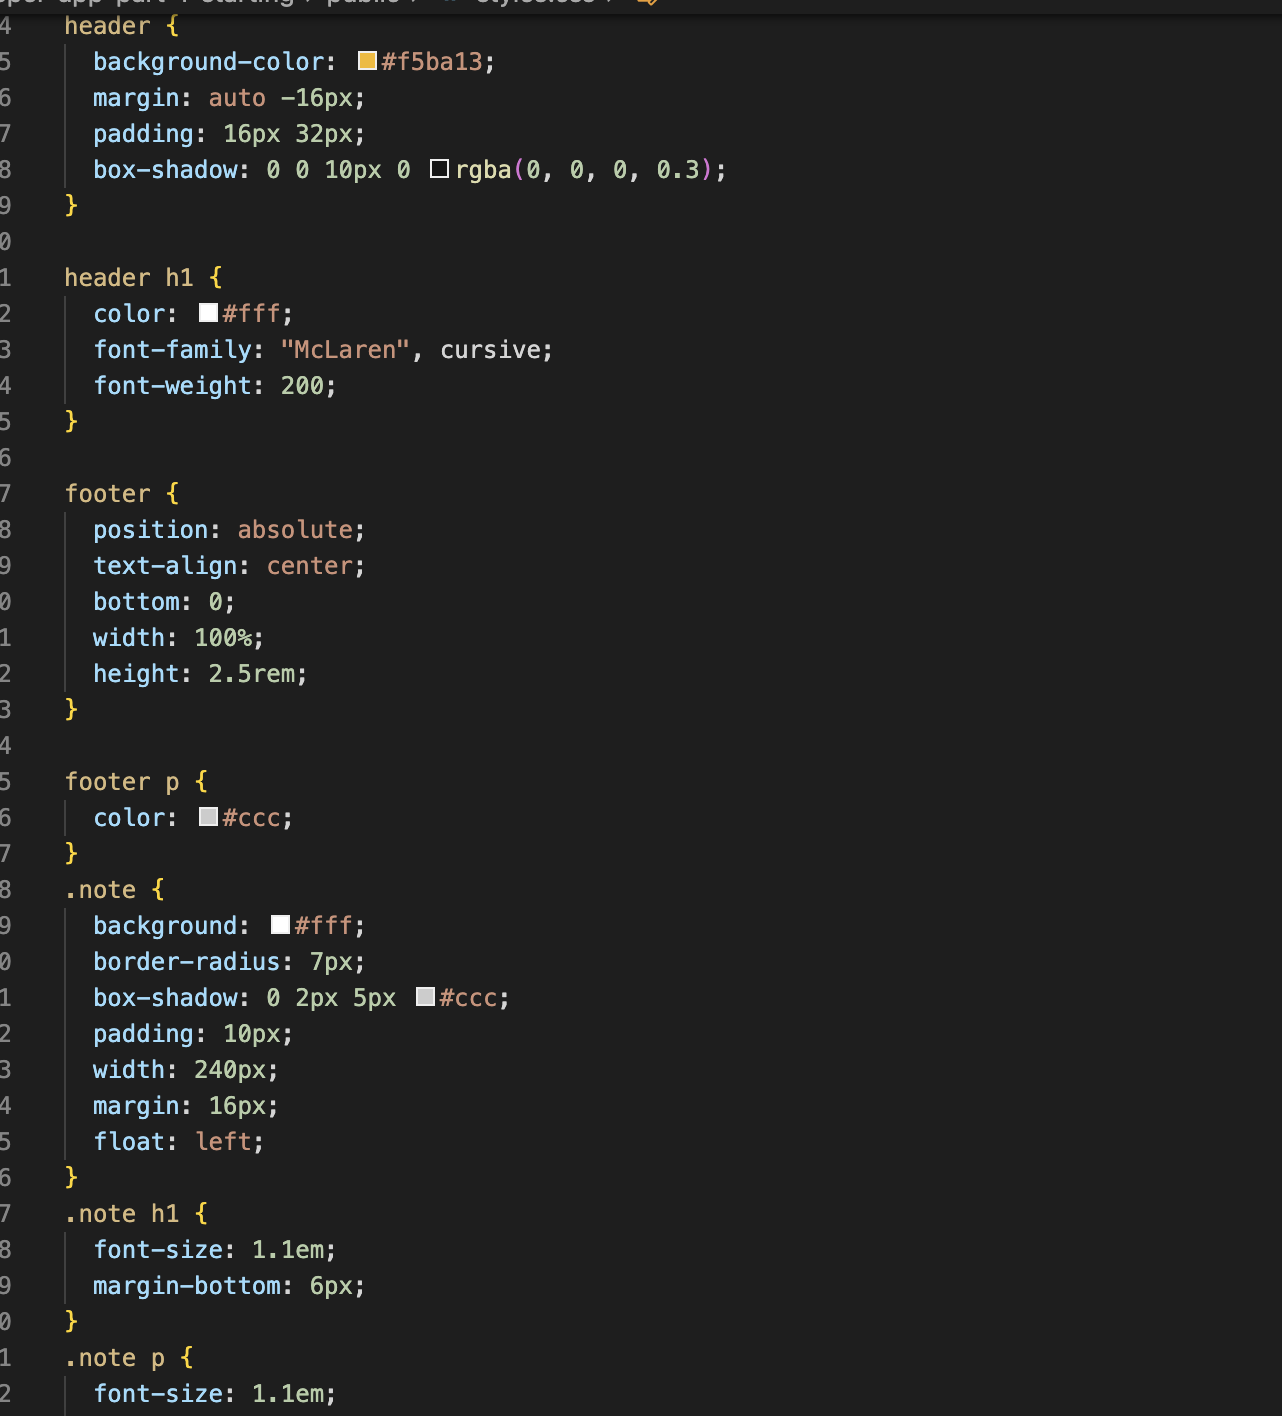 4 header {
5 background-color: #f5ba13;
6 margin: auto -16px;
7 padding: 16px 32px;
8 box-shadow: 0 0 10px 0 rgba(0, 0, 0, 0.3);
9 }
0
1 header h1 {
2 color: #fff;
3 font-family: "McLaren", cursive;
4 font-weight: 200;
5 }
6
7 footer {
8 position: absolute;
9 text-align: center;
0 bottom: 0;
1 width: 100%;
2 height: 2.5rem;
3 }
4
5 footer p {
6 color: #ccc;
7 }
8 .note {
9 background: #fff;
0 border-radius: 7px;
1 box-shadow: 0 2px 5px #ccc;
2 padding: 10px;
3 width: 240px;
4 margin: 16px;
5 float: left;
6 }
7 .note h1 {
8 font-size: 1.1em;
9 margin-bottom: 6px;
0 }
1 .note p {
2 font-size: 1.1em;